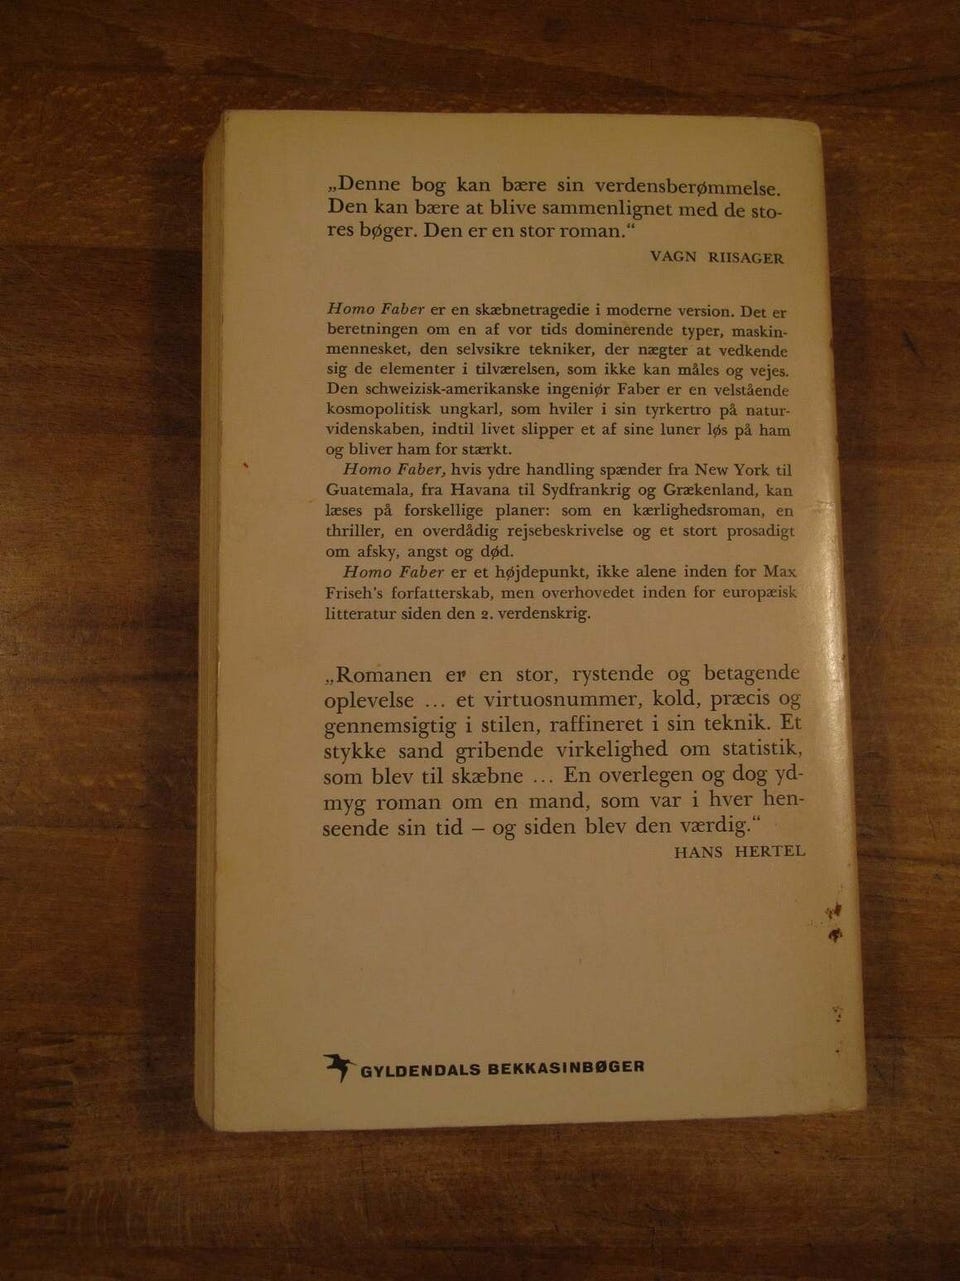 „Denne bog kan bære sin verdensberømmelse.
Den kan bære at blive sammenlignet med de sto-
res bøger. Den er en stor roman.“
VAGN RIISAGER
Homo Faber er en skæbnetragedie i moderne version. Det er
beretningen om en af vor tids dominerende typer, maskin-
mennesket, den selvsikre tekniker, der nægter at vedkende
sig de elementer i tilværelsen, som ikke kan måles og vejes.
Den schweizisk-amerikanske ingeniør Faber er en velstående
kosmopolitisk ungkarl, som hviler i sin tyrkertro på natur-
videnskaben, indtil livet slipper et af sine luner løs på ham
og bliver ham for stærkt.
Homo Faber, hvis ydre handling spænder fra New York til
Guatemala, fra Havana til Sydfrankrig og Grækenland, kan
læses på forskellige planer: som en kærlighedsroman, en
thriller, en overdådig rejsebeskrivelse og et stort prosadigt
om afsky, angst og død.
Homo Faber er et højdepunkt, ikke alene inden for Max
Friseh's forfatterskab, men overhovedet inden for europæisk
litteratur siden den 2. verdenskrig.
„Romanen er en stor, rystende og betagende
oplevelse ... et virtuosnummer, kold, præcis og
gennemsigtig i stilen, raffineret i sin teknik. Et
stykke sand gribende virkelighed om statistik,
som blev til skæbne ... En overlegen og dog yd-
myg roman om en mand, som var i hver hen-
seende sin tid – og siden blev den værdig.“
HANS HERTEL
GYLDENDALS BEKKASINBØGER